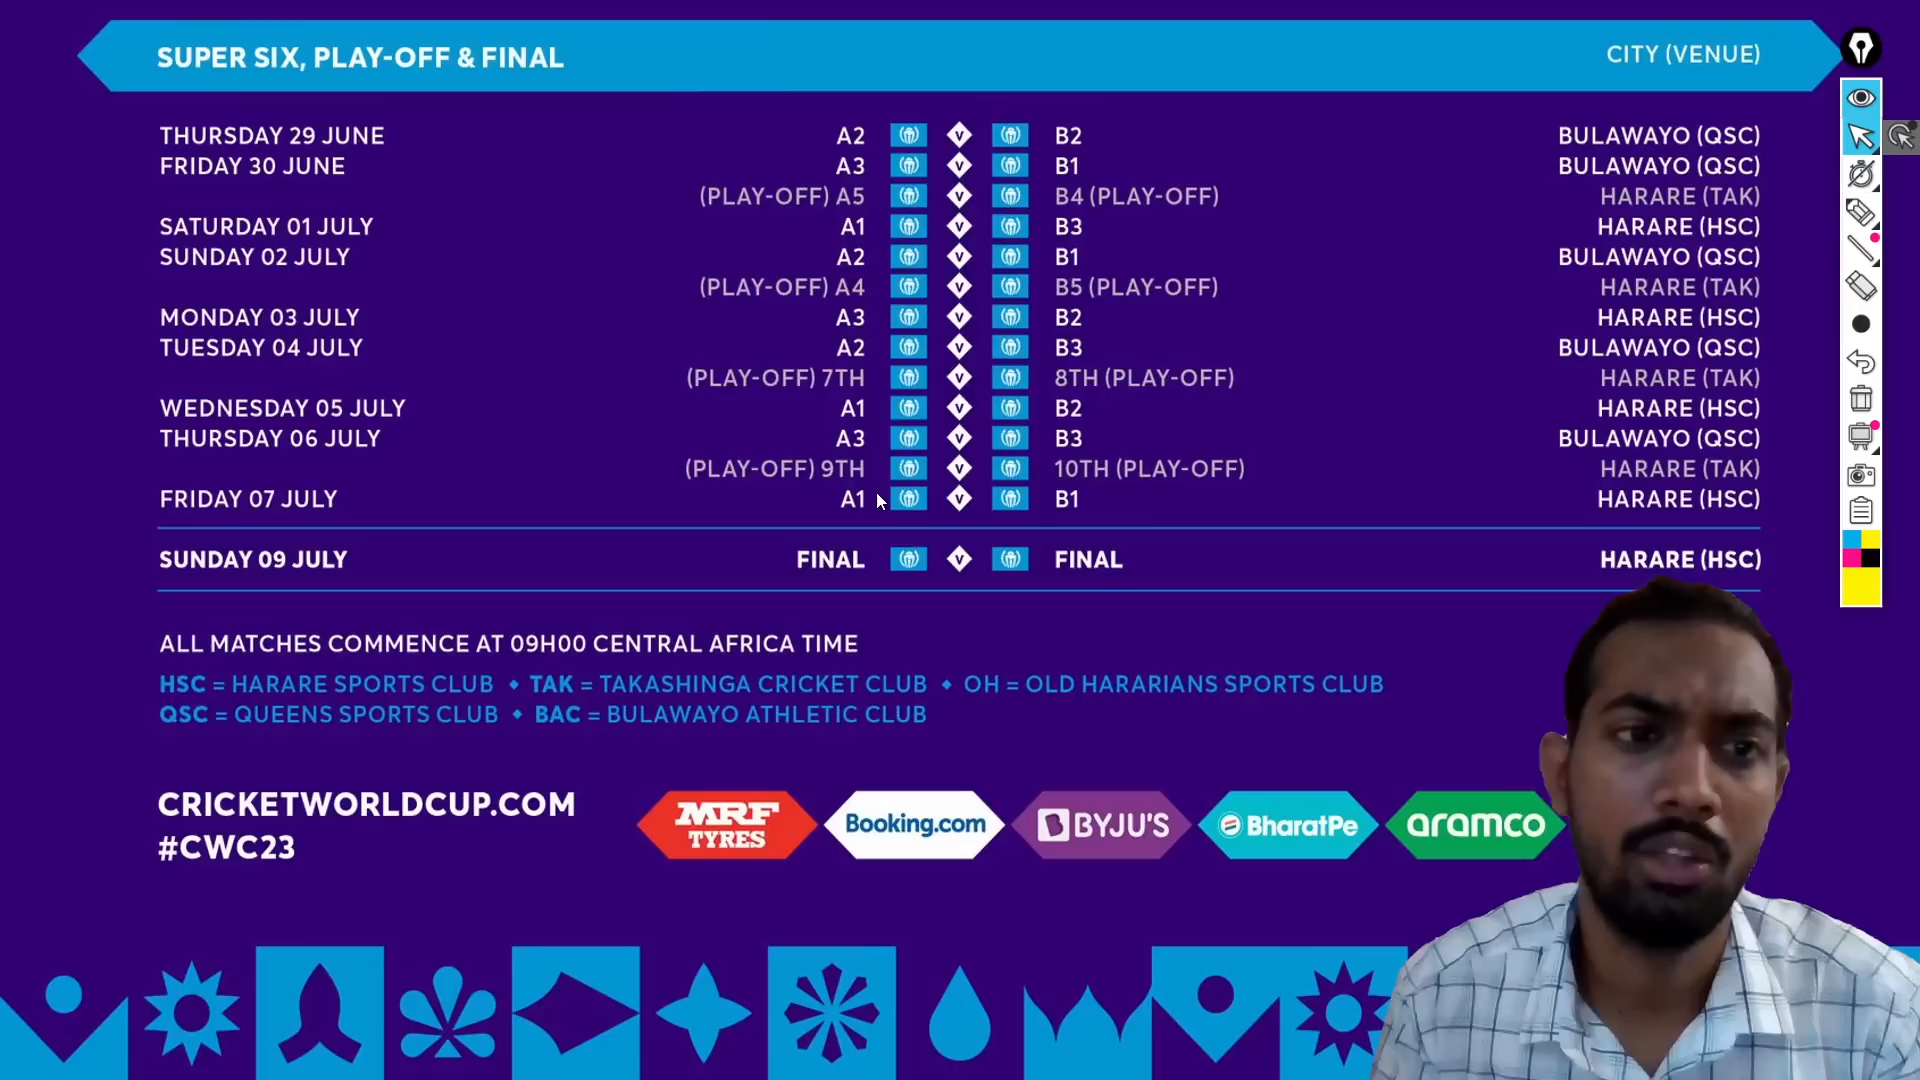 SUPER SIX, PLAY-OFF & FINAL CITY (VENUE)
THURSDAY 29 JUNE A2 V B2 BULAWAYO (QSC)
FRIDAY 30 JUNE A3 V B1 BULAWAYO (QSC)
(PLAY-OFF) A5 V B4 (PLAY-OFF) HARARE (TAK)
SATURDAY 01 JULY A1 V B3 HARARE (HSC)
SUNDAY 02 JULY A2 V B1 BULAWAYO (QSC)
(PLAY-OFF) A4 V B5 (PLAY-OFF) HARARE (TAK)
MONDAY 03 JULY A3 V B2 HARARE (HSC)
TUESDAY 04 JULY A2 V B3 BULAWAYO (QSC)
(PLAY-OFF) 7TH V 8TH (PLAY-OFF) HARARE (TAK)
WEDNESDAY 05 JULY A1 V B2 HARARE (HSC)
THURSDAY 06 JULY A3 V B3 BULAWAYO (QSC)
(PLAY-OFF) 9TH V 10TH (PLAY-OFF) HARARE (TAK)
FRIDAY 07 JULY A1 V B1 HARARE (HSC)
SUNDAY 09 JULY FINAL V FINAL HARARE (HSC)
ALL MATCHES COMMENCE AT 09H00 CENTRAL AFRICA TIME
HSC = HARARE SPORTS CLUB • TAK = TAKASHINGA CRICKET CLUB • OH = OLD HARARIANS SPORTS CLUB
QSC = QUEENS SPORTS CLUB • BAC = BULAWAYO ATHLETIC CLUB
CRICKETWORLDCUP.COM
#CWC23
MRF
TYRES
Booking.com
BYJU'S
BharatPe
aramco